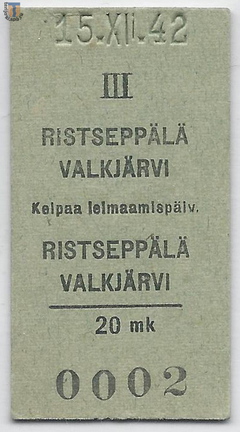 15.XII.42
III
RISTSEPPÄLÄ
VALKJÄRVI
Kelpaa leimaamispäiv.
RISTSEPPÄLÄ
VALKJÄRVI
20 mk
0002